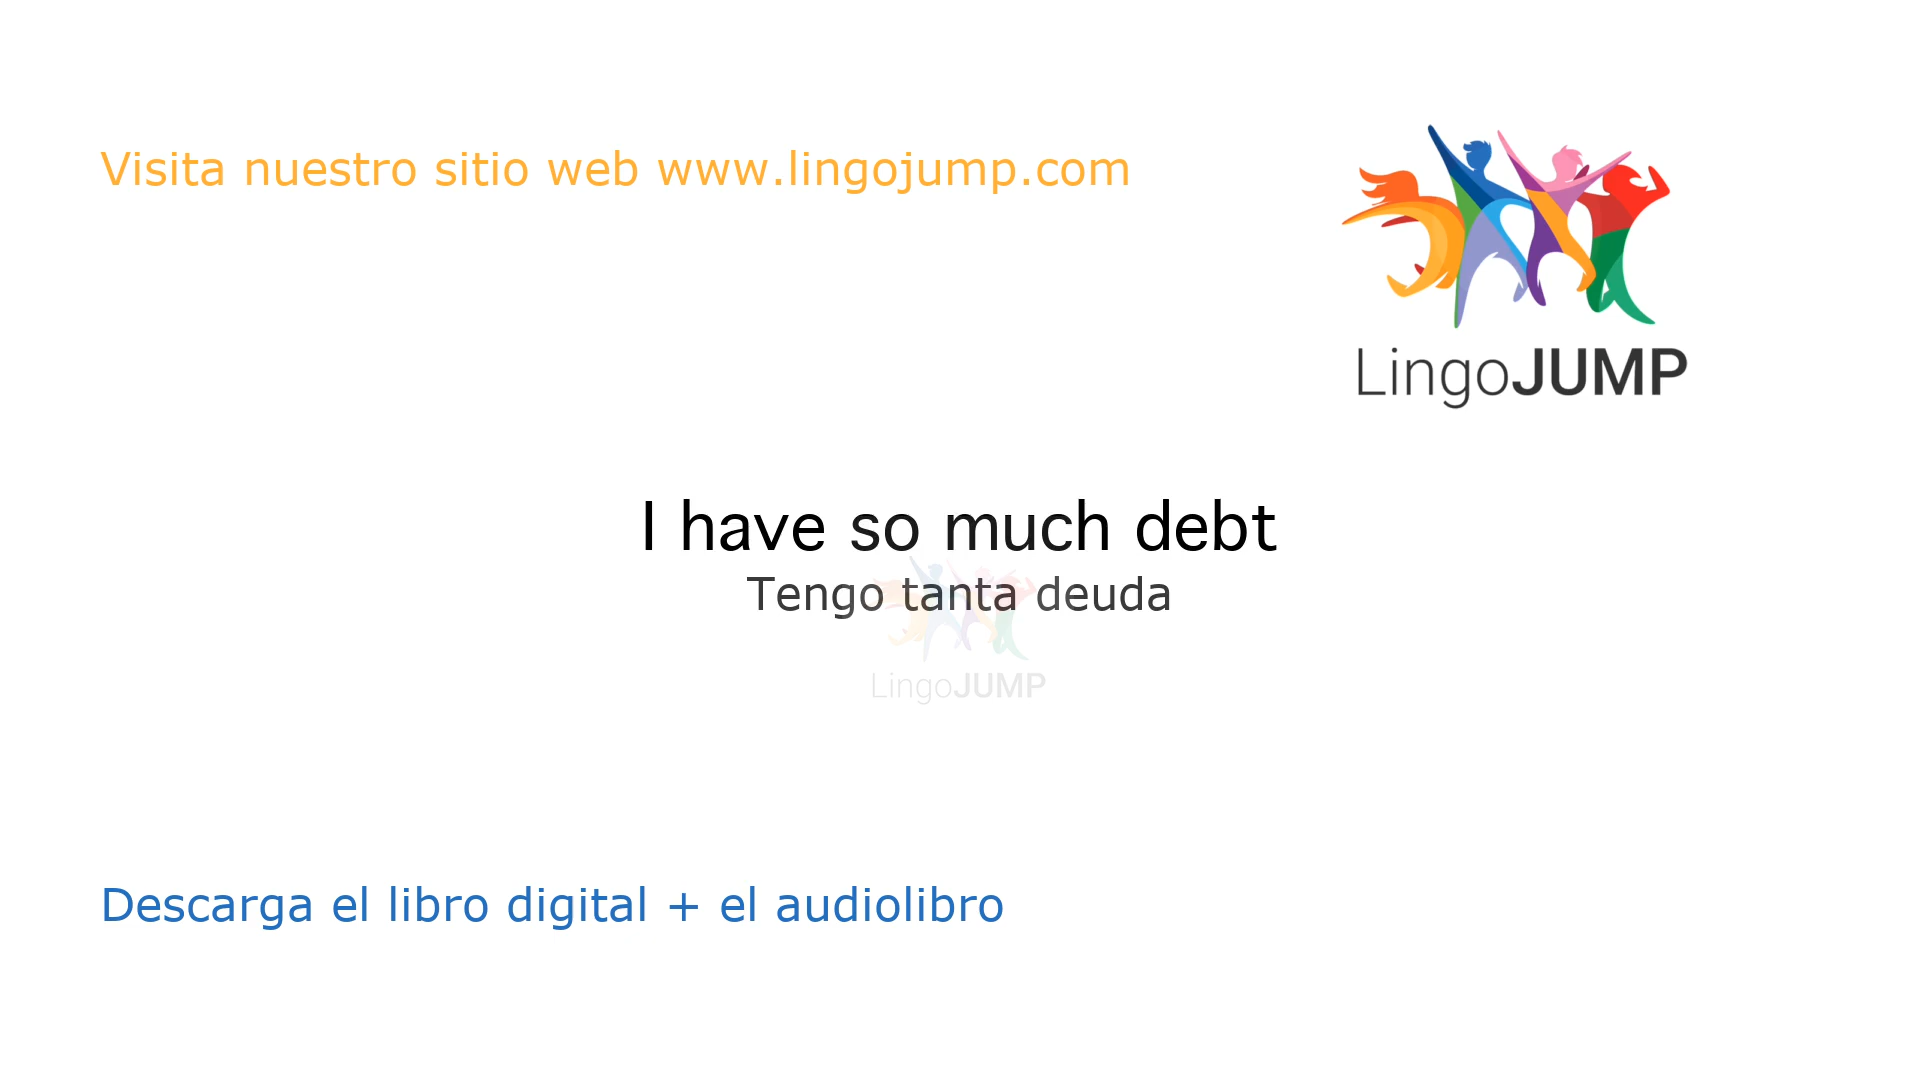 Visita nuestro sitio web www.lingojump.com
LingoJUMP
I have so much debt
Tengo tanta deuda
LingoJUMP
Descarga el libro digital + el audiolibro